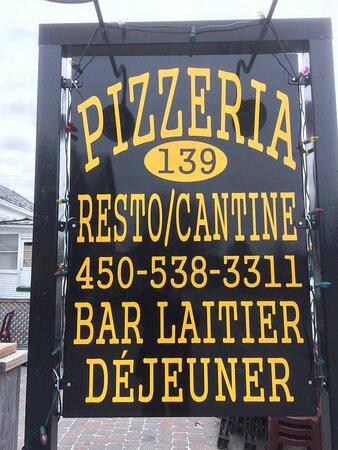 PIZZERIA
139
RESTO/CANTINE
450-538-3311
BAR LAITIER
DÉJEUNER